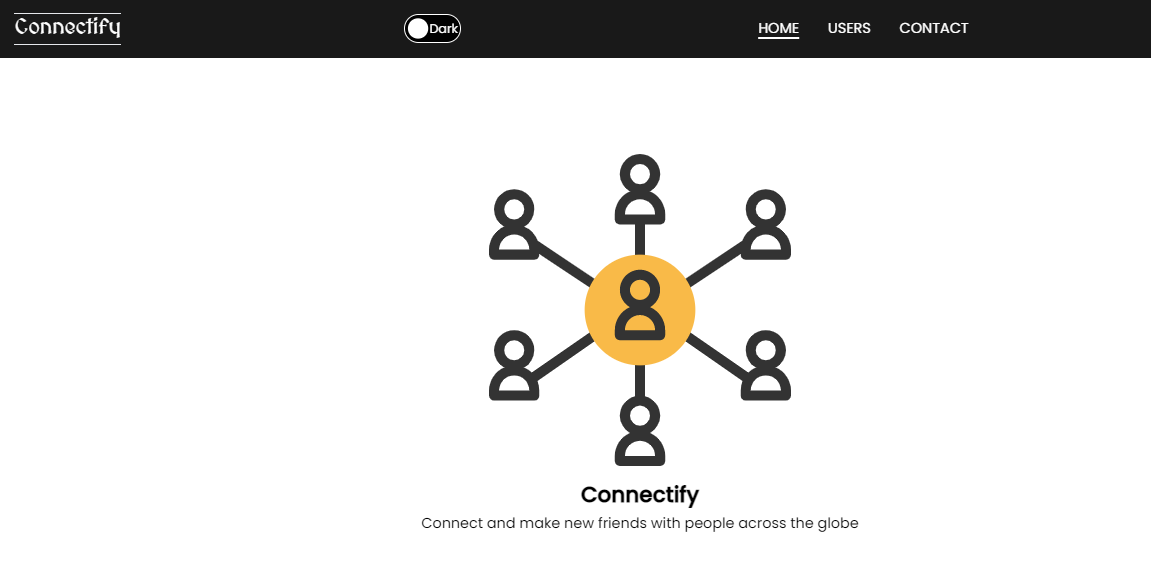 Connectify
Dark
HOME USERS CONTACT
Connectify
Connect and make new friends with people across the globe